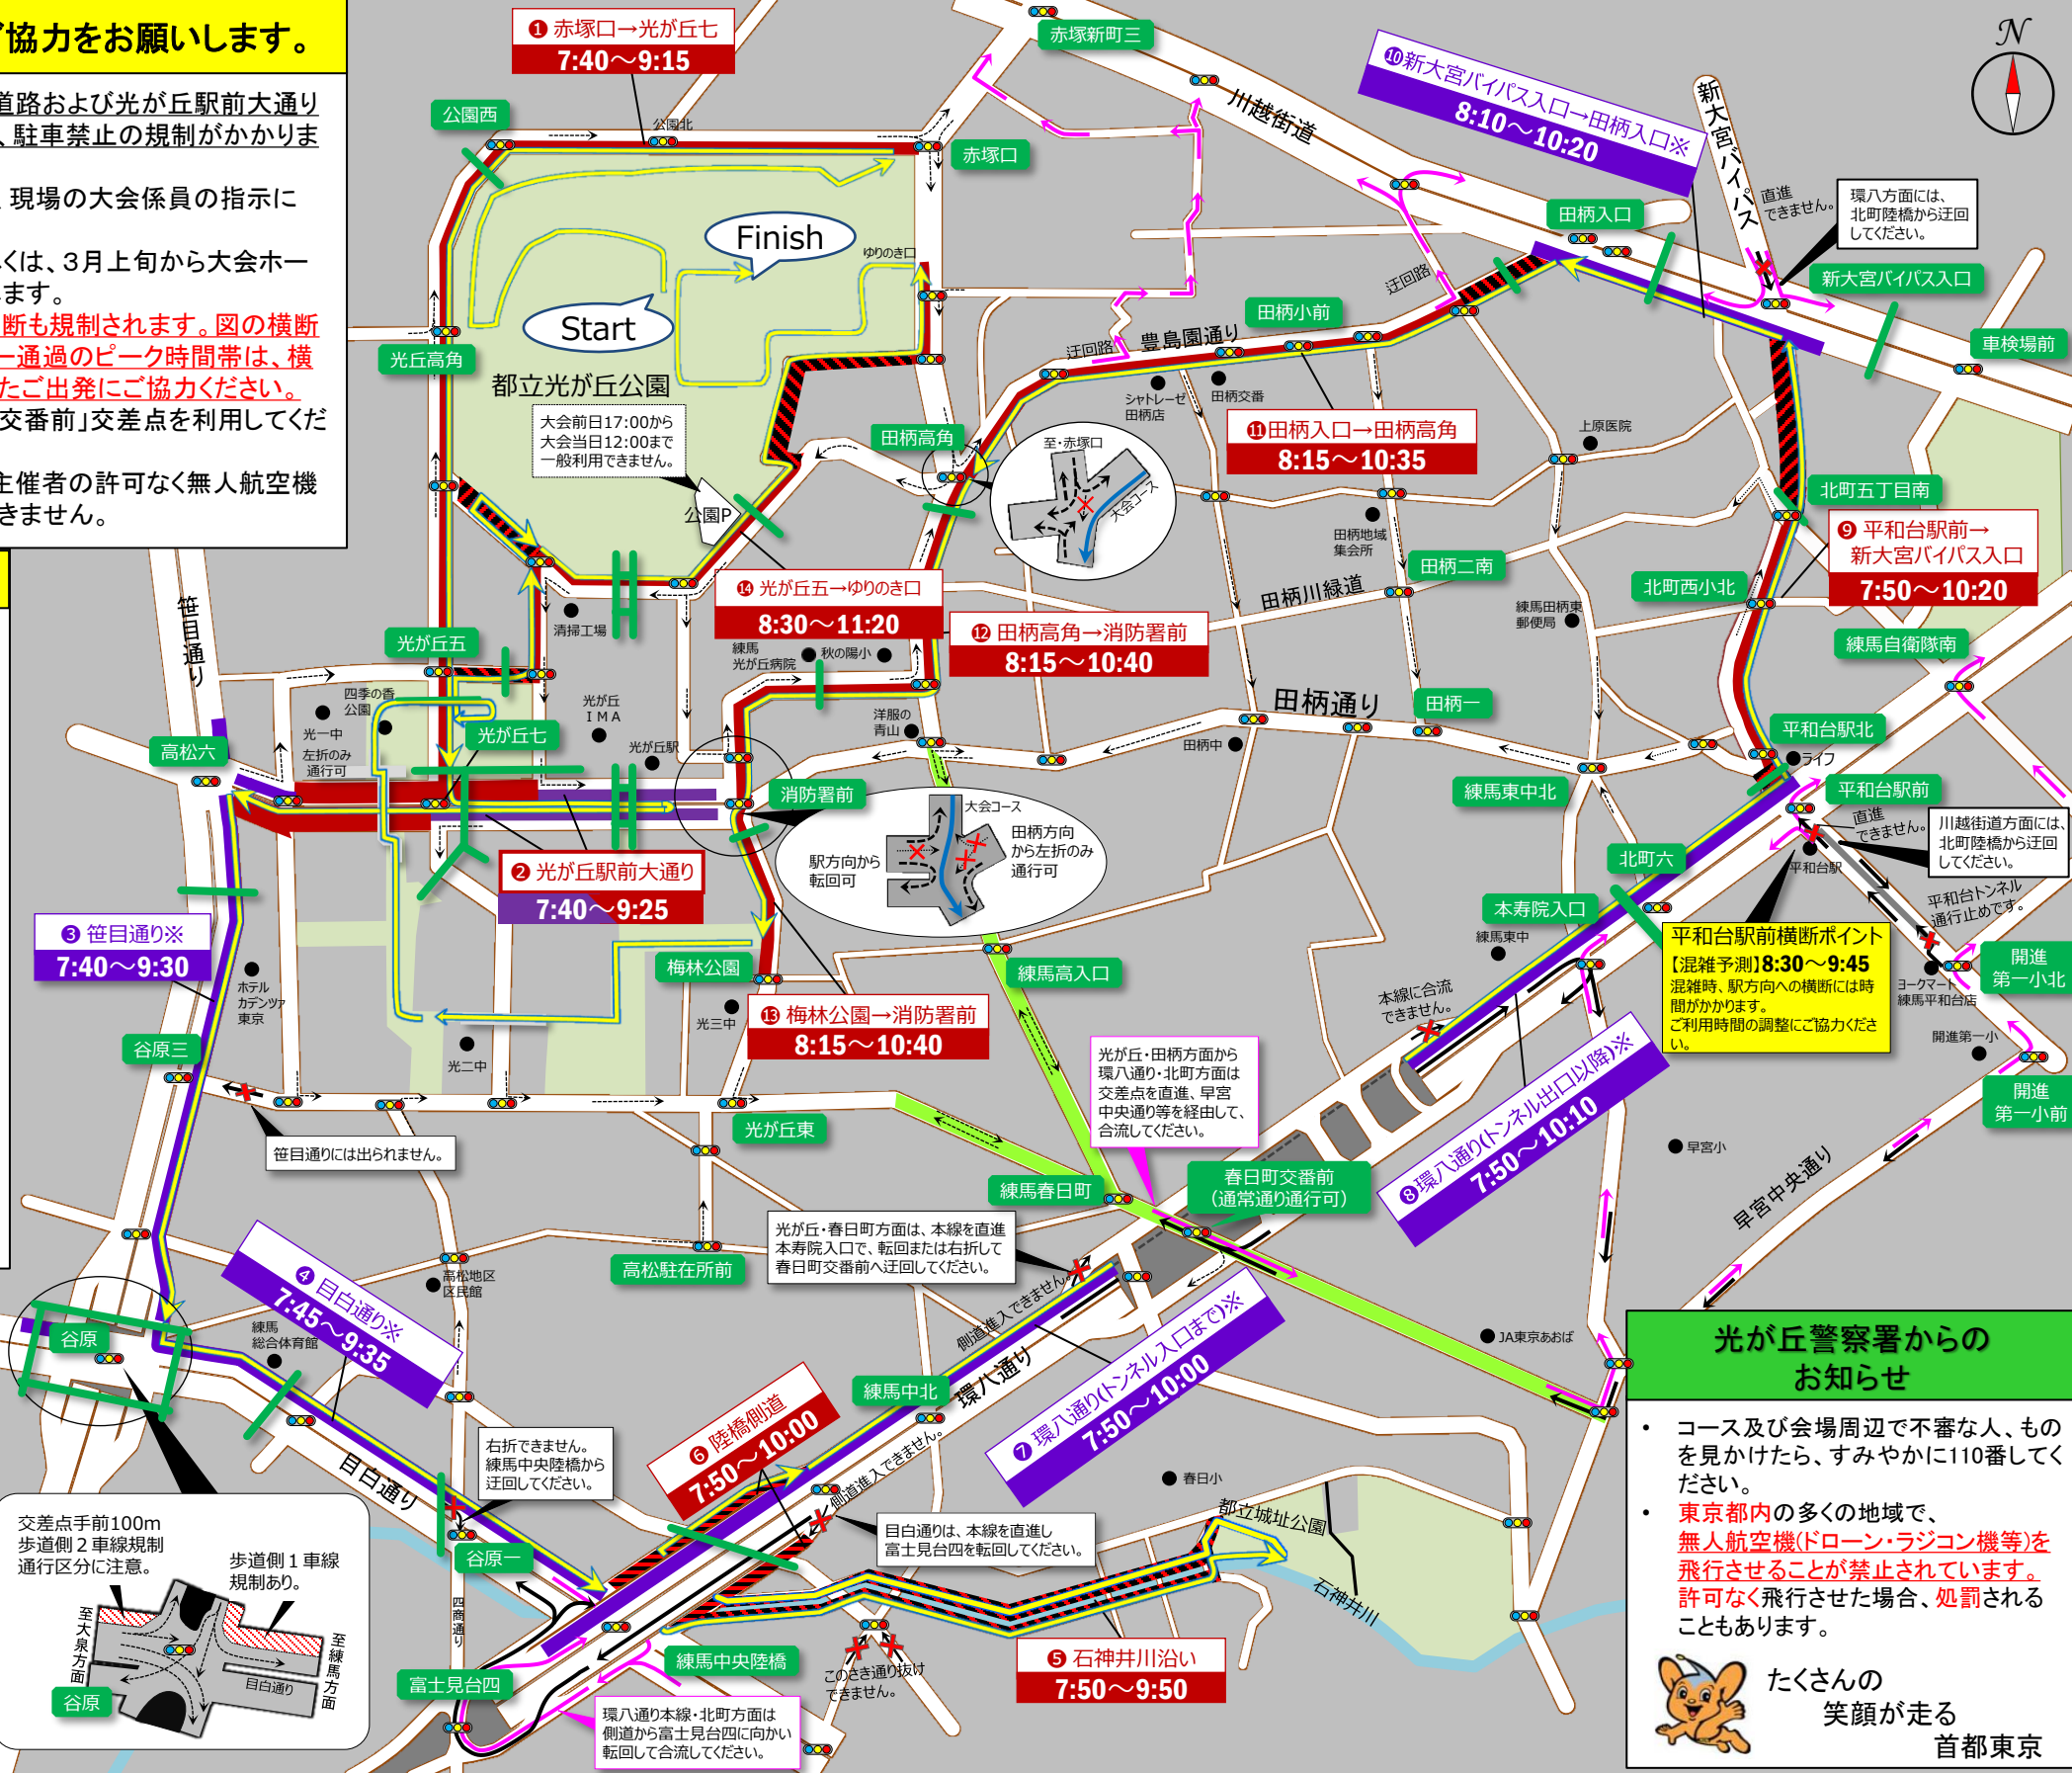 ご協力をお願いします。
道路および光が丘駅前大通り
、駐車禁止の規制がかかりま
、現場の大会係員の指示に
くは、3月上旬から大会ホー
ます。
断も規制されます。図の横断
ー通過のピーク時間帯は、横
たご出発にご協力ください。
交番前」交差点を利用してくだ
主催者の許可なく無人航空機
きません。
❶ 赤塚口→光が丘七
7:40～9:15
赤塚新町三
川越街道
❿新大宮バイパス入口→田柄入口※
8:10～10:20
新大宮バイパス
N
公園西
公園北
赤塚口
直進
できません。
環八方面には、
北町陸橋から迂回
してください。
田柄入口
新大宮バイパス入口
車検場前
Finish
Start
ゆりのき口
光丘高角
都立光が丘公園
大会前日17:00から
大会当日12:00まで
一般利用できません。
公園P
迂回路
迂回路
豊島園通り
田柄小前
シャトレーゼ
田柄店
田柄交番
⓫田柄入口→田柄高角
8:15～10:35
上原医院
田柄高角
至・赤塚口
大会コース
田柄地域
集会所
北町五丁目南
❾ 平和台駅前→
新大宮バイパス入口
7:50～10:20
田柄二南
田柄川緑道
北町西小北
練馬田柄東
郵便局
練馬自衛隊南
笹目通り
清掃工場
⓮ 光が丘五→ゆりのき口
8:30～11:20
⓬ 田柄高角→消防署前
8:15～10:40
練馬
光が丘病院
秋の陽小
光が丘五
四季の香
公園
光一中
左折のみ
通行可
光が丘
IMA
光が丘七
光が丘駅
高松六
洋服の
青山
田柄通り
田柄一
田柄中
平和台駅北
ライフ
練馬東中北
平和台駅前
消防署前
大会コース
田柄方向
から左折のみ
通行可
駅方向から
転回可
直進
できません。
川越街道方面には、
北町陸橋から迂回
してください。
平和台駅
平和台トンネル
通行止めです。
❷ 光が丘駅前大通り
7:40～9:25
北町六
本寿院入口
練馬東中
平和台駅前横断ポイント
【混雑予測】8:30～9:45
混雑時、駅方向への横断には時
間がかかります。
ご利用時間の調整にご協力くださ
い。
❸ 笹目通り※
7:40～9:30
ホテル
カデンツァ
東京
梅林公園
練馬高入口
本線に合流
できません。
開進
第一小北
ヨークマート
練馬平和台店
光三中
⓭ 梅林公園→消防署前
8:15～10:40
光二中
谷原三
開進第一小
開進
第一小前
光が丘・田柄方面から
環八通り・北町方面は
交差点を直進、早宮
中央通り等を経由して、
合流してください。
❽環八通り(トンネル出口以降)※
7:50～10:10
光が丘東
笹目通りには出られません。
早宮小
早宮中央通り
練馬春日町
春日町交番前
（通常通り通行可）
光が丘・春日町方面は、本線を直進
本寿院入口で、転回または右折して
春日町交番前へ迂回してください。
高松駐在所前
高松地区
区民館
❹ 目白通り※
7:45～9:35
練馬
総合体育館
谷原
側道進入できません。
環八通り
❼ 環八通り(トンネル入口まで)※
7:50～10:00
JA東京あおば
練馬中北
❻ 陸橋側道
7:50～10:00
側道進入できません。
目白通り
右折できません。
練馬中央陸橋から
迂回してください。
目白通りは、本線を直進し
富士見台四を転回してください。
春日小
都立城址公園
石神井川
谷原一
四商通り
交差点手前100m
歩道側2車線規制
通行区分に注意。
歩道側1車線
規制あり。
至大泉方面
至練馬方面
目白通り
谷原
❺ 石神井川沿い
7:50～9:50
練馬中央陸橋
このさき通り抜け
できません。
富士見台四
環八通り本線・北町方面は
側道から富士見台四に向かい
転回して合流してください。
光が丘警察署からの
お知らせ
• コース及び会場周辺で不審な人、もの
を見かけたら、すみやかに110番してく
ださい。
• 東京都内の多くの地域で、
無人航空機(ドローン・ラジコン機等)を
飛行させることが禁止されています。
許可なく飛行させた場合、処罰される
こともあります。
たくさんの
笑顔が走る
首都東京